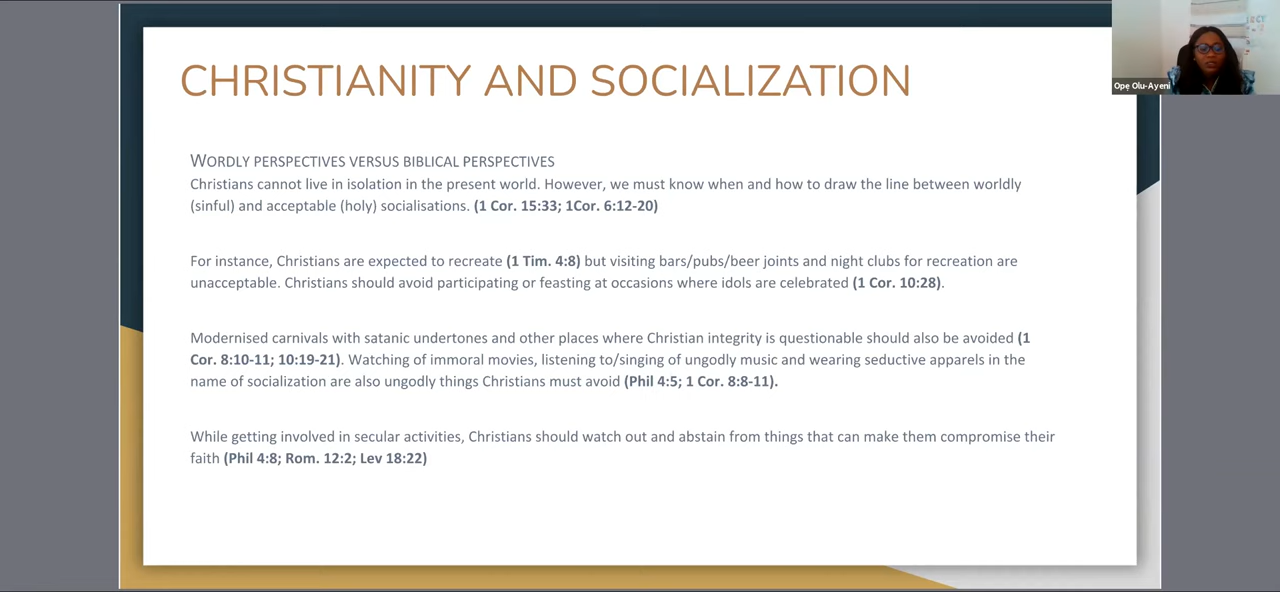 CHRISTIANITY AND SOCIALIZATION
WORDLY PERSPECTIVES VERSUS BIBLICAL PERSPECTIVES
Christians cannot live in isolation in the present world. However, we must know when and how to draw the line between worldly
(sinful) and acceptable (holy) socialisations. (1 Cor. 15:33; 1Cor. 6:12-20)
For instance, Christians are expected to recreate (1 Tim. 4:8) but visiting bars/pubs/beer joints and night clubs for recreation are
unacceptable. Christians should avoid participating or feasting at occasions where idols are celebrated (1 Cor. 10:28).
Modernised carnivals with satanic undertones and other places where Christian integrity is questionable should also be avoided (1
Cor. 8:10-11; 10:19-21). Watching of immoral movies, listening to/singing of ungodly music and wearing seductive apparels in the
name of socialization are also ungodly things Christians must avoid (Phil 4:5; 1 Cor. 8:8-11).
While getting involved in secular activities, Christians should watch out and abstain from things that can make them compromise their
faith (Phil 4:8; Rom. 12:2; Lev 18:22)
Ope Olu-Ayeni